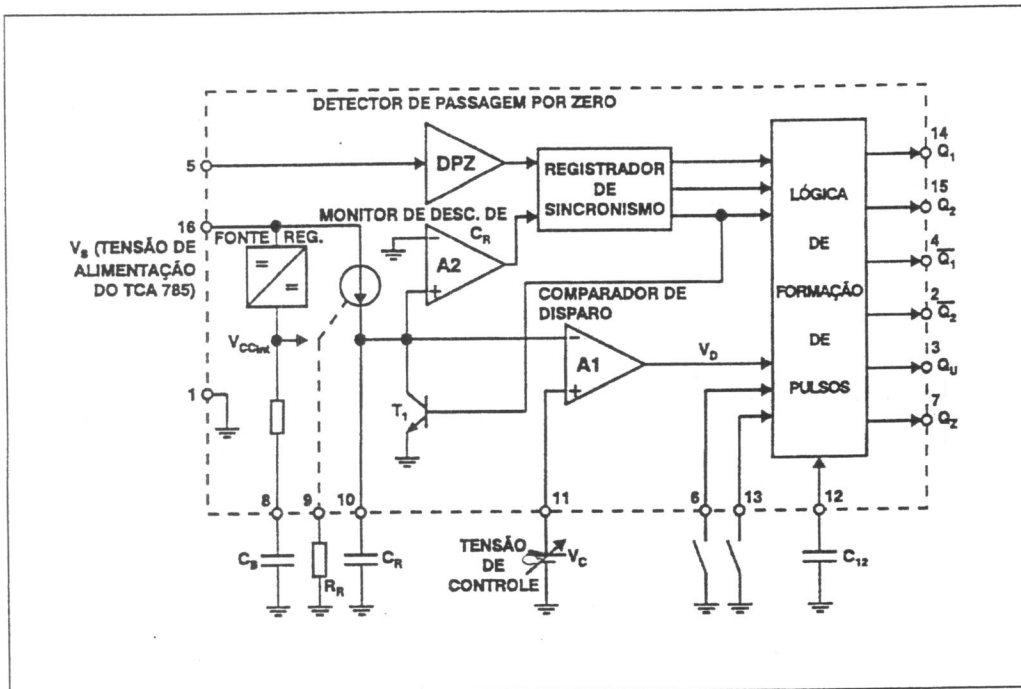 DETECTOR DE PASSAGEM POR ZERO
14
Q1
5
DPZ
REGISTRADOR
DE
SINCRONISMO
LÓGICA
DE
FORMAÇÃO
DE
PULSOS
15
Q2
16
MONITOR DE DESC. DE
CR
FONTE REG.
=
=
A2
4
Q1
VS (TENSÃO DE
ALIMENTAÇÃO
DO TCA 785)
COMPARADOR DE
DISPARO
2
Q2
VCCint.
A1
VD
3
QU
1
T1
7
QZ
8
9
10
11
6
13
12
CS
RR
CR
TENSÃO
DE
CONTROLE
VC
C12